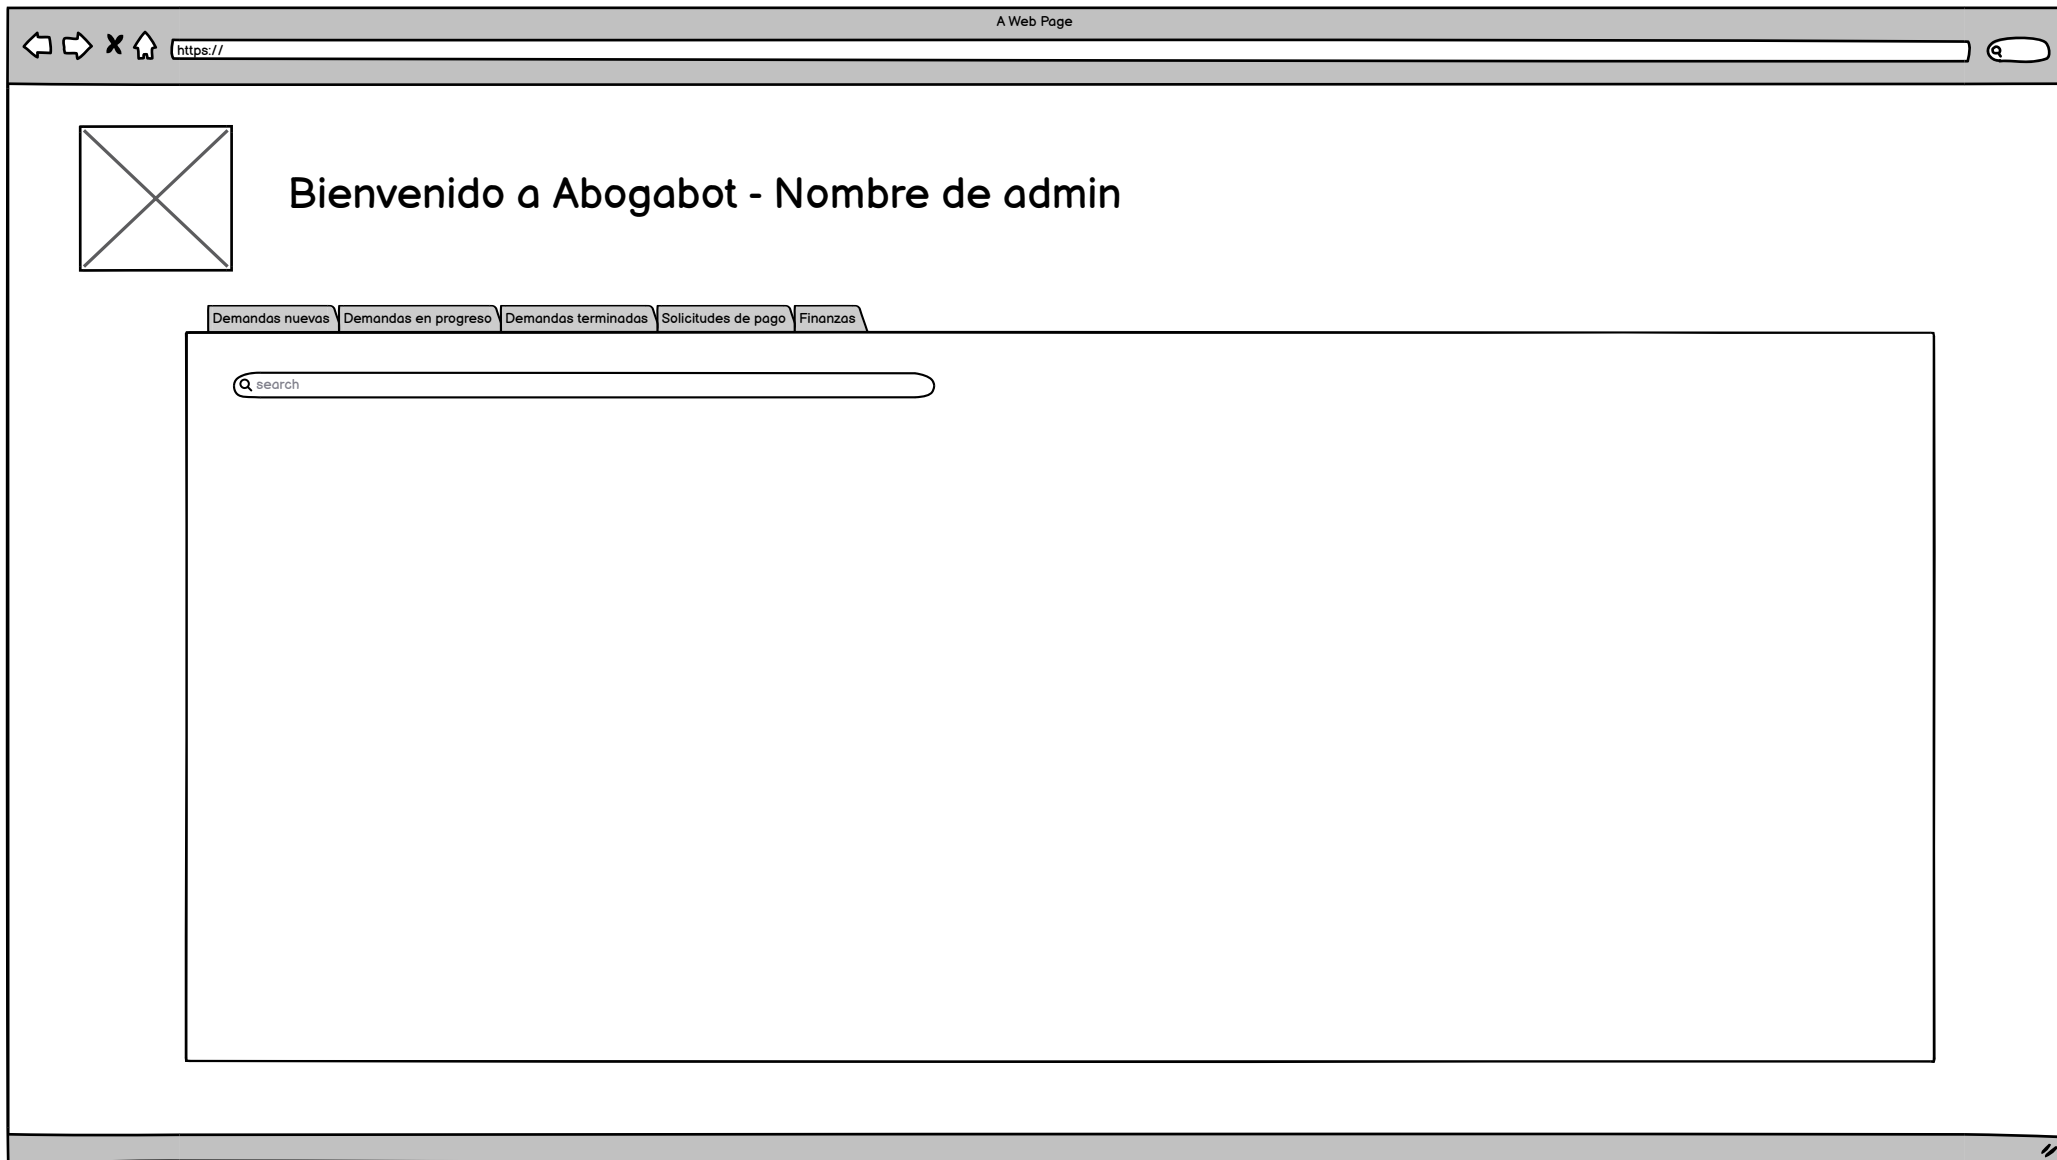 A Web Page
https://
Bienvenido a Abogabot - Nombre de admin
Demandas nuevas Demandas en progreso Demandas terminadas Solicitudes de pago Finanzas
search